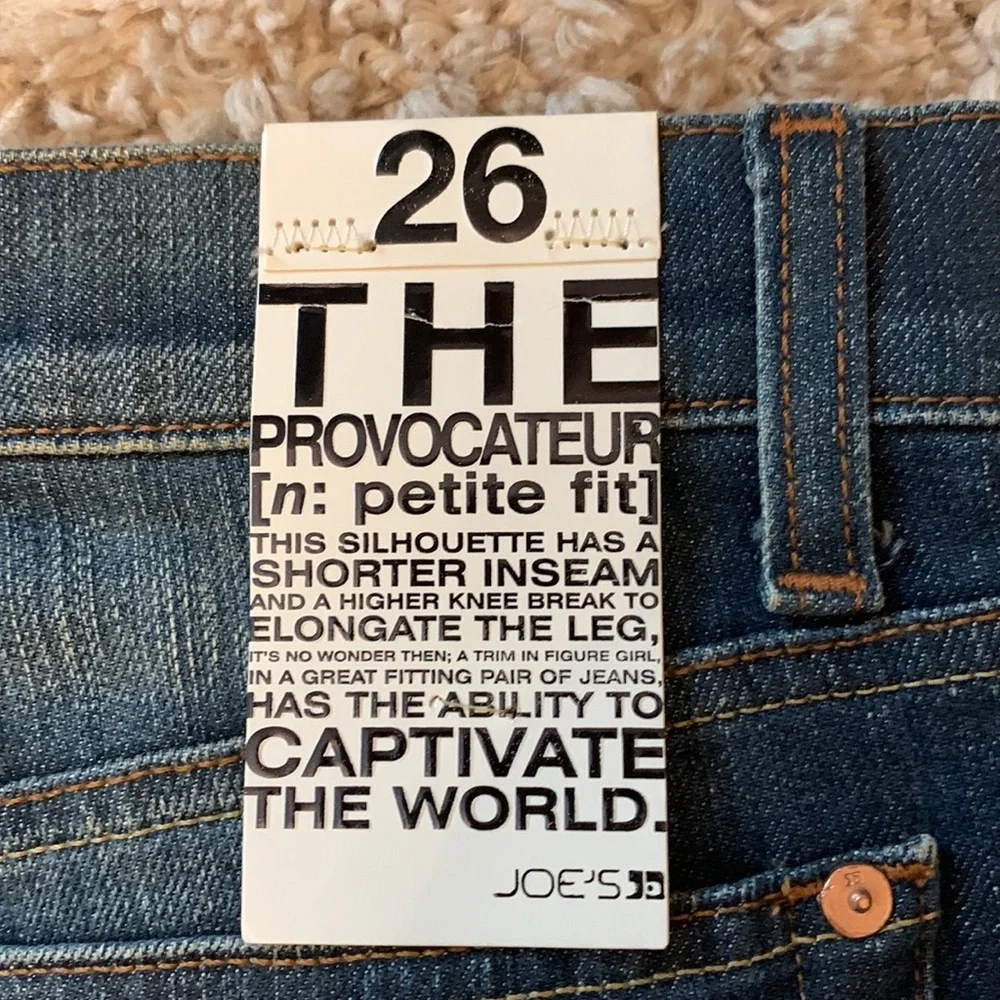 26
THE
PROVOCATEUR
[n: petite fit]
THIS SILHOUETTE HAS A
SHORTER INSEAM
AND A HIGHER KNEE BREAK TO
ELONGATE THE LEG,
IT'S NO WONDER THEN; A TRIM IN FIGURE GIRL,
IN A GREAT FITTING PAIR OF JEANS,
HAS THE ABILITY TO
CAPTIVATE
THE WORLD.
JOE'S